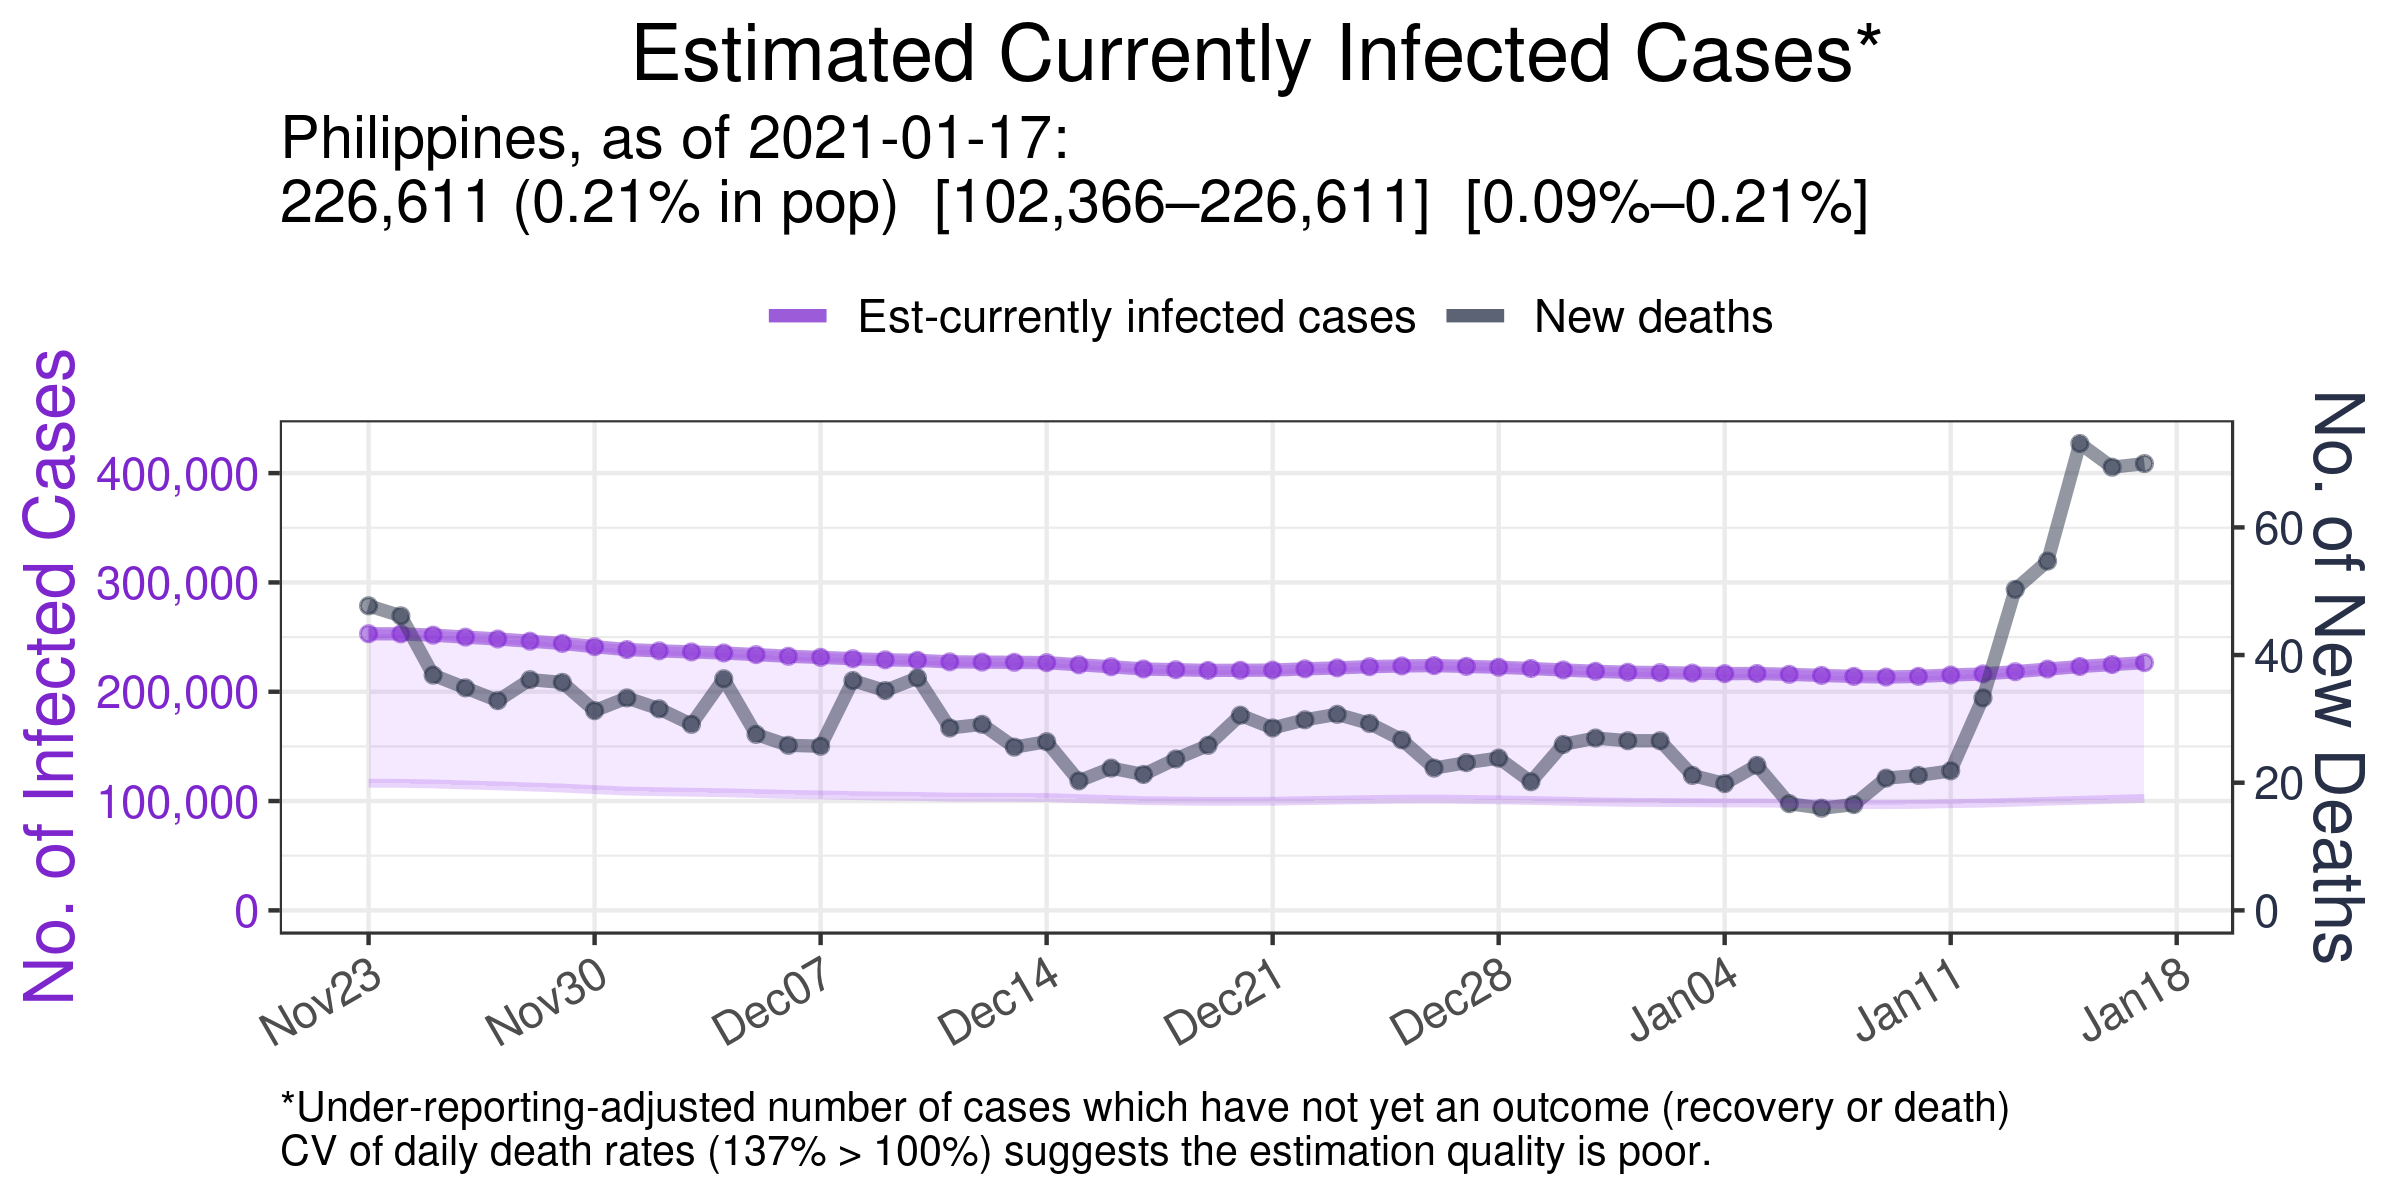 Estimated Currently Infected Cases*
Philippines, as of 2021-01-17:
226,611 (0.21% in pop)  [102,366–226,611]  [0.09%–0.21%]
Est-currently infected cases
New deaths
No. of Infected Cases
400,000
300,000
200,000
100,000
0
No. of New Deaths
60
40
20
0
Nov23
Nov30
Dec07
Dec14
Dec21
Dec28
Jan04
Jan11
Jan18
*Under-reporting-adjusted number of cases which have not yet an outcome (recovery or death)
CV of daily death rates (137% > 100%) suggests the estimation quality is poor.